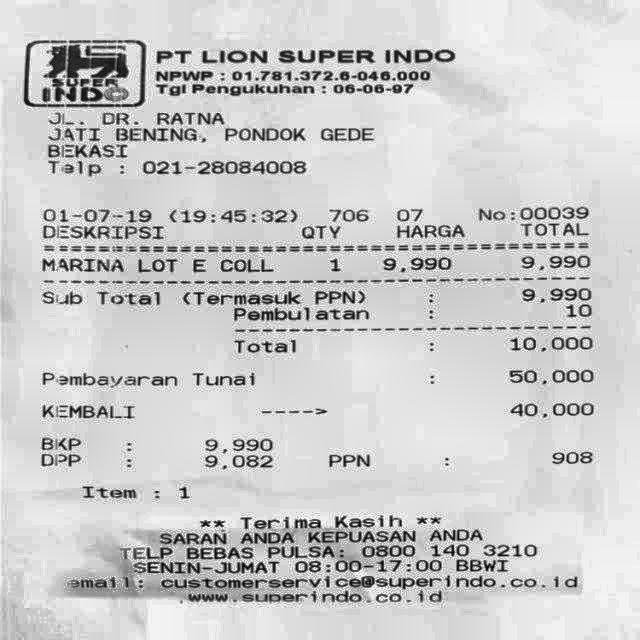 SUPER
INDO
PT LION SUPER INDO
NPWP : 01.781.372.6-046.000
Tgl Pengukuhan : 06-06-97
JL. DR. RATNA
JATI BENING, PONDOK GEDE
BEKASI
Telp : 021-28084008
01-07-19 (19:45:32) 706 07 No:00039
DESKRIPSI QTY HARGA TOTAL
MARINA LOT E COLL 1 9,990 9,990
Sub Total (Termasuk PPN) : 9,990
Pembulatan : 10
Total : 10,000
Pembayaran Tunai : 50,000
KEMBALI ----> 40,000
BKP : 9,990
DPP : 9,082 PPN : 908
Item : 1
** Terima Kasih **
SARAN ANDA KEPUASAN ANDA
TELP BEBAS PULSA: 0800 140 3210
SENIN-JUMAT 08:00-17:00 BBWI
email: customerservice@superindo.co.id
www.superindo.co.id